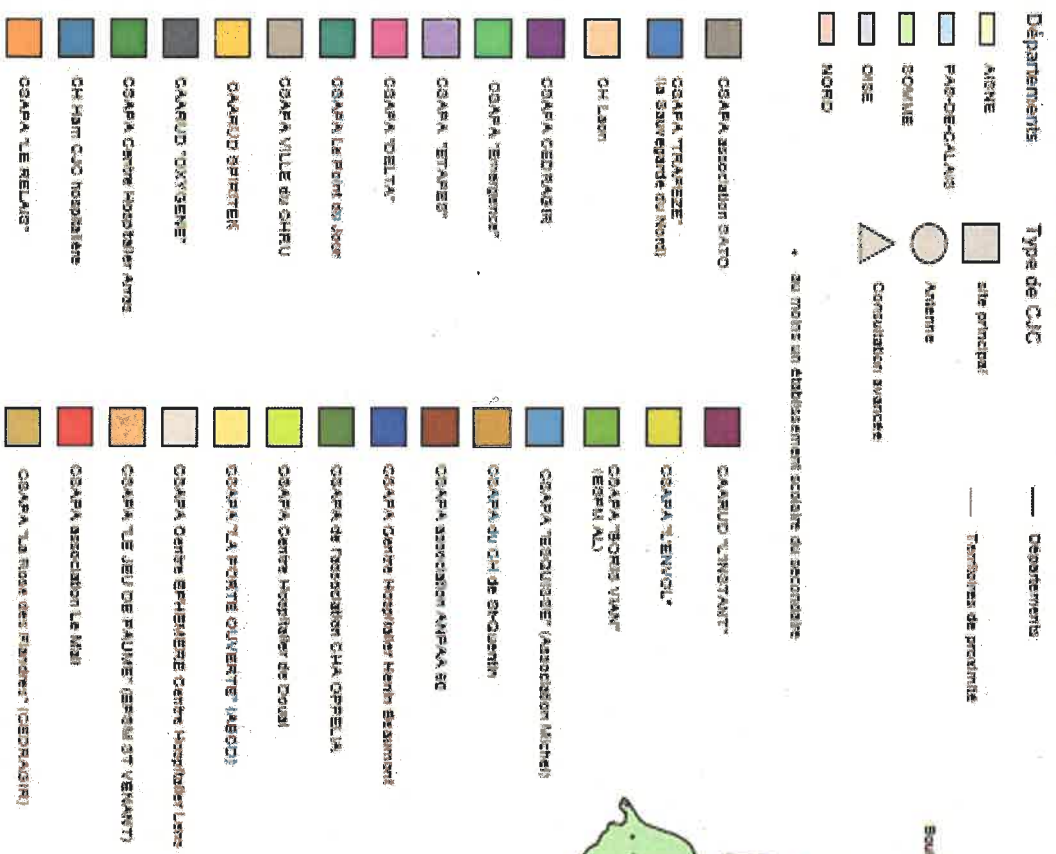 Départements
AISNE
PAS-DE-CALAIS
SOMME
OISE
NORD
Type de CJC
site principal
Antenne
Consultation avancée
Départements
Territoires de proximité
au moins un établissement scolaire du secondaire
CSAPA association SATO
CSAPA "TRAPEZE"
(la Sauvegarde du Nord)
CH Laon
CSAPA CEDRAGIR
CSAPA "Emergence"
CSAPA "ETAPES"
CSAPA "DELTA"
CSAPA Le Point du Jour
CSAPA VILLE du CHRU
CAARUD SPIRITEK
CAARUD "OXYGENE"
CSAPA Centre Hospitalier Arras
CH Ham CJC hospitalière
CSAPA "LE RELAIS"
CAARUD "L'INSTANT"
CSAPA "L'ENVOL"
CSAPA "BORIS VIAN"
(EPSM AL)
CSAPA "ESQUISSE" (Association Michel)
CSAPA du CH de St-Quentin
CSAPA association ANPAA 60
CSAPA Centre Hospitalier Hénin Beaumont
CSAPA de l'association CHA OPPELIA
CSAPA Centre Hospitalier de Douai
CSAPA "LA PORTE OUVERTE" (ABCD)
CSAPA Centre EPHEMERE Centre Hospitalier Lens
CSAPA "LE JEU DE PAUME" (EPSM ST VENANT)
CSAPA association Le Mail
CSAPA "La Rose des Flandres" (CEDRAGIR)
Boul